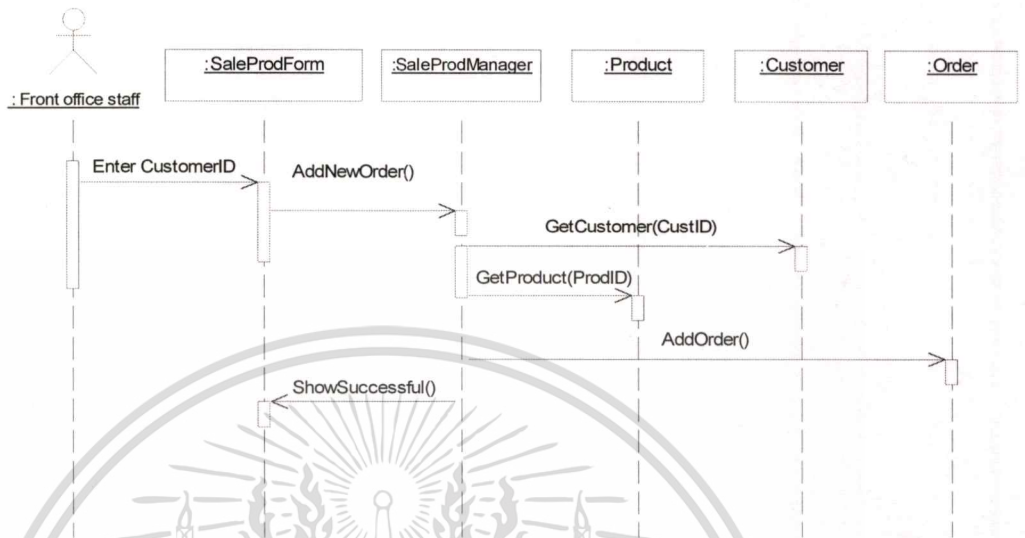 : Front office staff
:SaleProdForm
:SaleProdManager
:Product
:Customer
:Order
Enter CustomerID
AddNewOrder()
GetCustomer(CustID)
GetProduct(ProdID)
AddOrder()
ShowSuccessful()